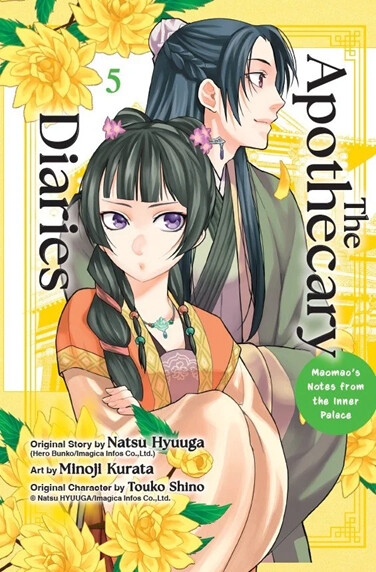 The
Apothecary
Diaries
5
Maomao's
Notes from
the Inner
Palace
Original Story by Natsu Hyuuga
(Hero Bunko/Imagica Infos Co.,Ltd.)
Art by Minoji Kurata
Original Character by Touko Shino
© Natsu HYUUGA/Imagica Infos Co.,Ltd.